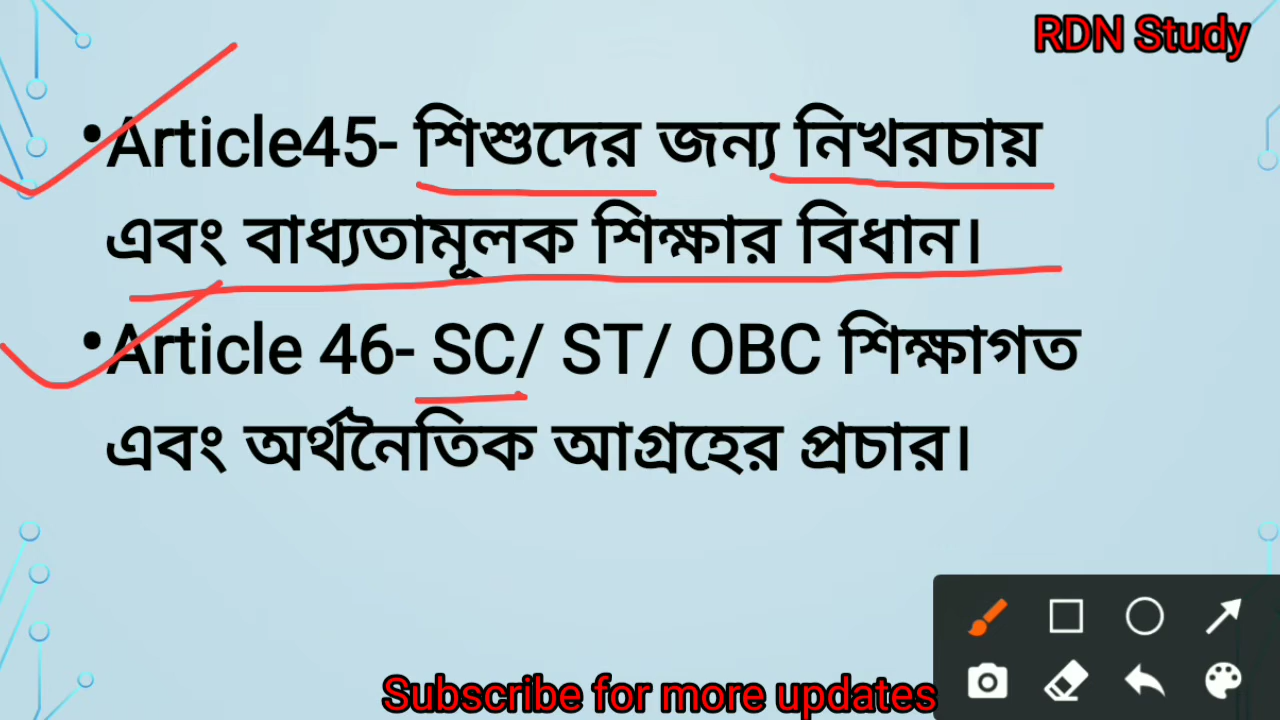 RDN Study
•Article45- শিশুদের জন্য নিখরচায়
এবং বাধ্যতামূলক শিক্ষার বিধান।
•Article 46- SC/ ST/ OBC শিক্ষাগত
এবং অর্থনৈতিক আগ্রহের প্রচার।
Subscribe for more updates